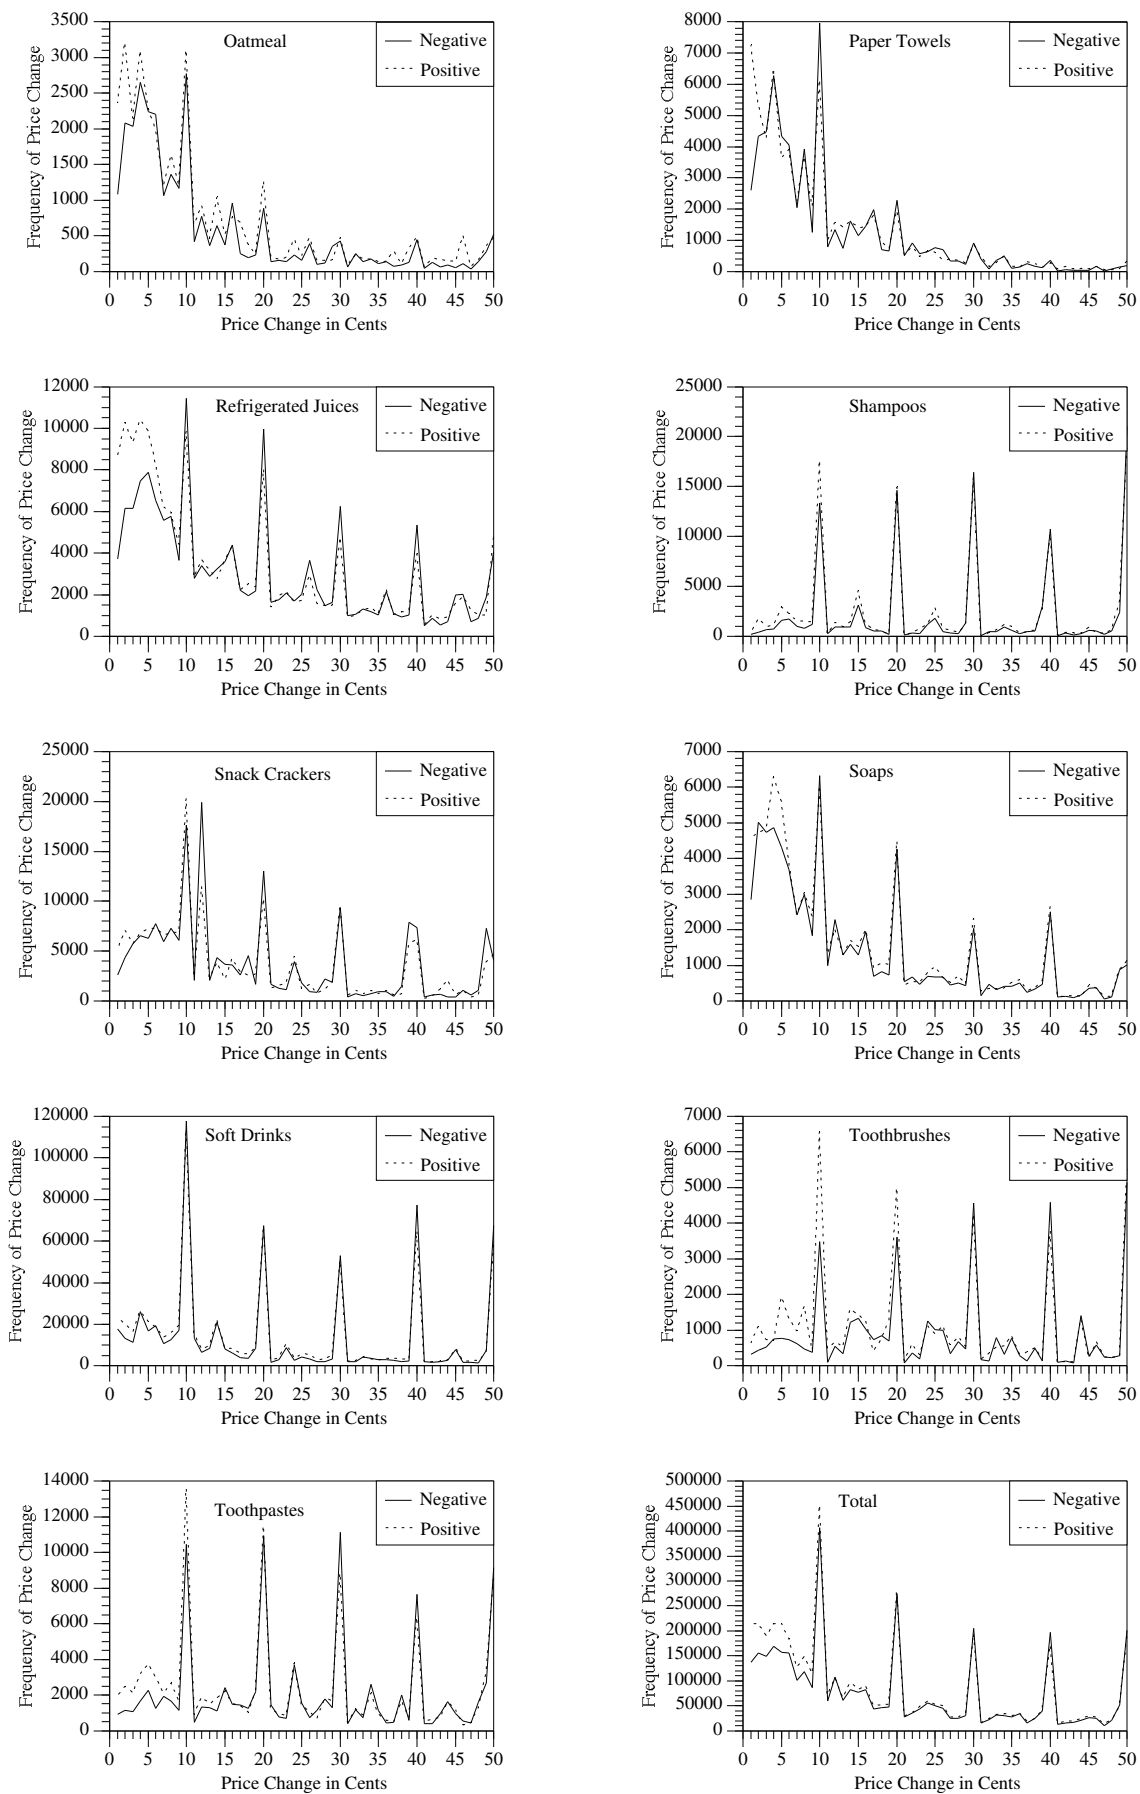 Oatmeal
Negative
Positive
Frequency of Price Change
3500
3000
2500
2000
1500
1000
500
0
0 5 10 15 20 25 30 35 40 45 50
Price Change in Cents
Paper Towels
Negative
Positive
Frequency of Price Change
8000
7000
6000
5000
4000
3000
2000
1000
0
0 5 10 15 20 25 30 35 40 45 50
Price Change in Cents
Refrigerated Juices
Negative
Positive
Frequency of Price Change
12000
10000
8000
6000
4000
2000
0
0 5 10 15 20 25 30 35 40 45 50
Price Change in Cents
Shampoos
Negative
Positive
Frequency of Price Change
25000
20000
15000
10000
5000
0
0 5 10 15 20 25 30 35 40 45 50
Price Change in Cents
Snack Crackers
Negative
Positive
Frequency of Price Change
25000
20000
15000
10000
5000
0
0 5 10 15 20 25 30 35 40 45 50
Price Change in Cents
Soaps
Negative
Positive
Frequency of Price Change
7000
6000
5000
4000
3000
2000
1000
0
0 5 10 15 20 25 30 35 40 45 50
Price Change in Cents
Soft Drinks
Negative
Positive
Frequency of Price Change
120000
100000
80000
60000
40000
20000
0
0 5 10 15 20 25 30 35 40 45 50
Price Change in Cents
Toothbrushes
Negative
Positive
Frequency of Price Change
7000
6000
5000
4000
3000
2000
1000
0
0 5 10 15 20 25 30 35 40 45 50
Price Change in Cents
Toothpastes
Negative
Positive
Frequency of Price Change
14000
12000
10000
8000
6000
4000
2000
0
0 5 10 15 20 25 30 35 40 45 50
Price Change in Cents
Total
Negative
Positive
Frequency of Price Change
500000
450000
400000
350000
300000
250000
200000
150000
100000
50000
0
0 5 10 15 20 25 30 35 40 45 50
Price Change in Cents